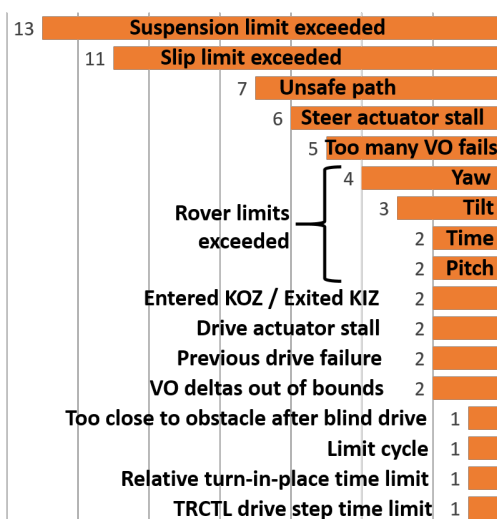 13 Suspension limit exceeded
11 Slip limit exceeded
7 Unsafe path
6 Steer actuator stall
5 Too many VO fails
4 Yaw
3 Tilt
Rover limits
exceeded
2 Time
2 Pitch
Entered KOZ / Exited KIZ 2
Drive actuator stall 2
Previous drive failure 2
VO deltas out of bounds 2
Too close to obstacle after blind drive 1
Limit cycle 1
Relative turn-in-place time limit 1
TRCTL drive step time limit 1